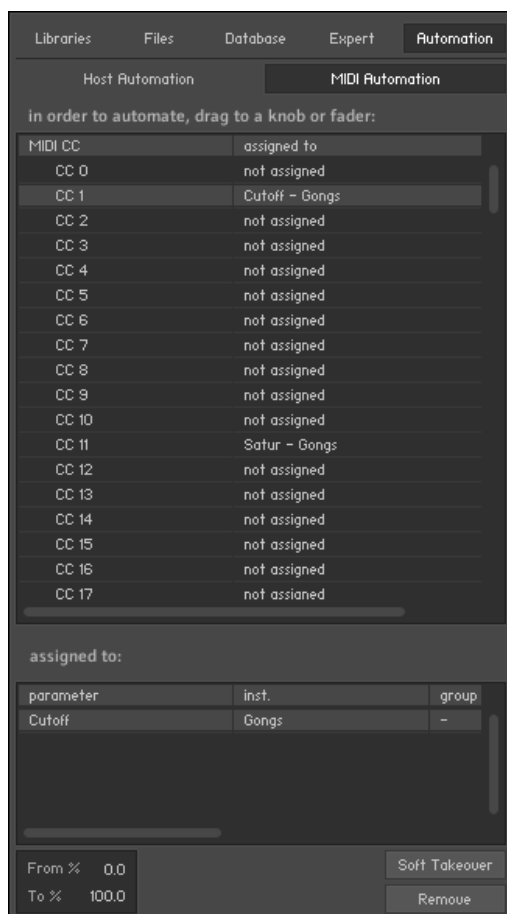 Libraries Files Database Expert Automation
Host Automation MIDI Automation
in order to automate, drag to a knob or fader:
MIDI CC assigned to
CC 0 not assigned
CC 1 Cutoff - Gongs
CC 2 not assigned
CC 3 not assigned
CC 4 not assigned
CC 5 not assigned
CC 6 not assigned
CC 7 not assigned
CC 8 not assigned
CC 9 not assigned
CC 10 not assigned
CC 11 Satur - Gongs
CC 12 not assigned
CC 13 not assigned
CC 14 not assigned
CC 15 not assigned
CC 16 not assigned
CC 17 not assigned
assigned to:
parameter inst. group
Cutoff Gongs -
From % 0.0 Soft Takeover
To % 100.0 Remove